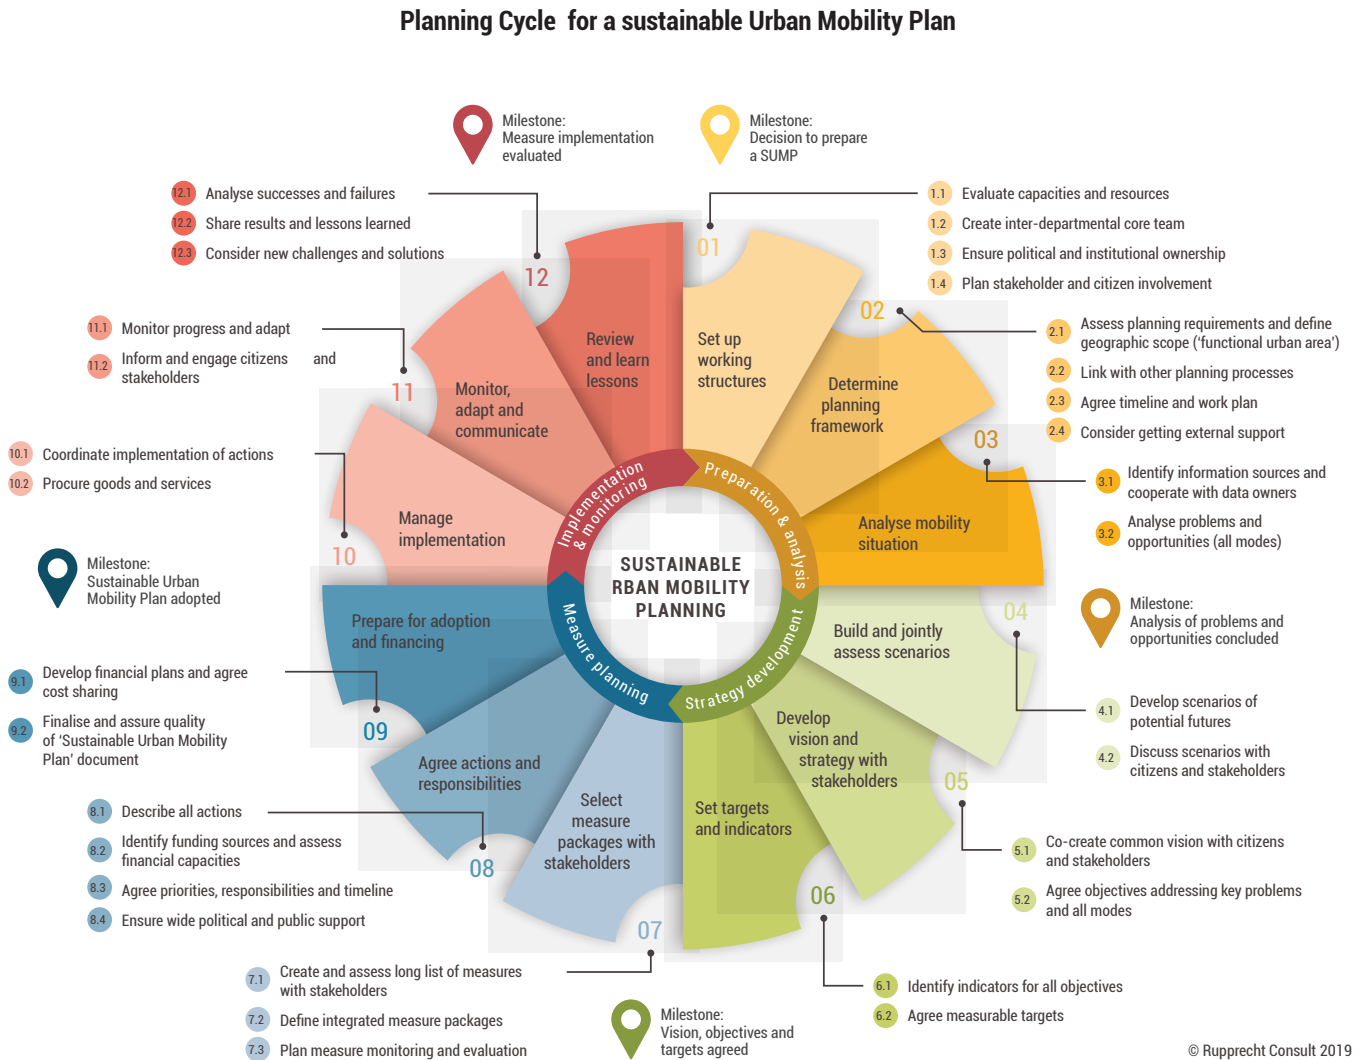 Planning Cycle for a sustainable Urban Mobility Plan
Milestone:
Measure implementation
evaluated
Milestone:
Decision to prepare
a SUMP
12.1 Analyse successes and failures
12.2 Share results and lessons learned
12.3 Consider new challenges and solutions
1.1 Evaluate capacities and resources
1.2 Create inter-departmental core team
1.3 Ensure political and institutional ownership
1.4 Plan stakeholder and citizen involvement
11.1 Monitor progress and adapt
11.2 Inform and engage citizens and
stakeholders
2.1 Assess planning requirements and define
geographic scope (‘functional urban area’)
2.2 Link with other planning processes
2.3 Agree timeline and work plan
2.4 Consider getting external support
10.1 Coordinate implementation of actions
10.2 Procure goods and services
3.1 Identify information sources and
cooperate with data owners
3.2 Analyse problems and
opportunities (all modes)
Milestone:
Sustainable Urban
Mobility Plan adopted
Milestone:
Analysis of problems and
opportunities concluded
9.1 Develop financial plans and agree
cost sharing
9.2 Finalise and assure quality
of ‘Sustainable Urban Mobility
Plan’ document
4.1 Develop scenarios of
potential futures
4.2 Discuss scenarios with
citizens and stakeholders
8.1 Describe all actions
8.2 Identify funding sources and assess
financial capacities
8.3 Agree priorities, responsibilities and timeline
8.4 Ensure wide political and public support
5.1 Co-create common vision with citizens
and stakeholders
5.2 Agree objectives addressing key problems
and all modes
7.1 Create and assess long list of measures
with stakeholders
7.2 Define integrated measure packages
7.3 Plan measure monitoring and evaluation
Milestone:
Vision, objectives and
targets agreed
6.1 Identify indicators for all objectives
6.2 Agree measurable targets
01
Set up
working
structures
02
Determine
planning
framework
03
Analyse mobility
situation
04
Build and jointly
assess scenarios
05
Develop
vision and
strategy with
stakeholders
06
Set targets
and indicators
07
Select
measure
packages with
stakeholders
08
Agree actions and
responsibilities
09
Prepare for adoption
and financing
10
Manage
implementation
11
Monitor,
adapt and
communicate
12
Review
and learn
lessons
Preparation & analysis
Strategy development
Measure planning
Implementation
& monitoring
SUSTAINABLE
RBAN MOBILITY
PLANNING
© Rupprecht Consult 2019